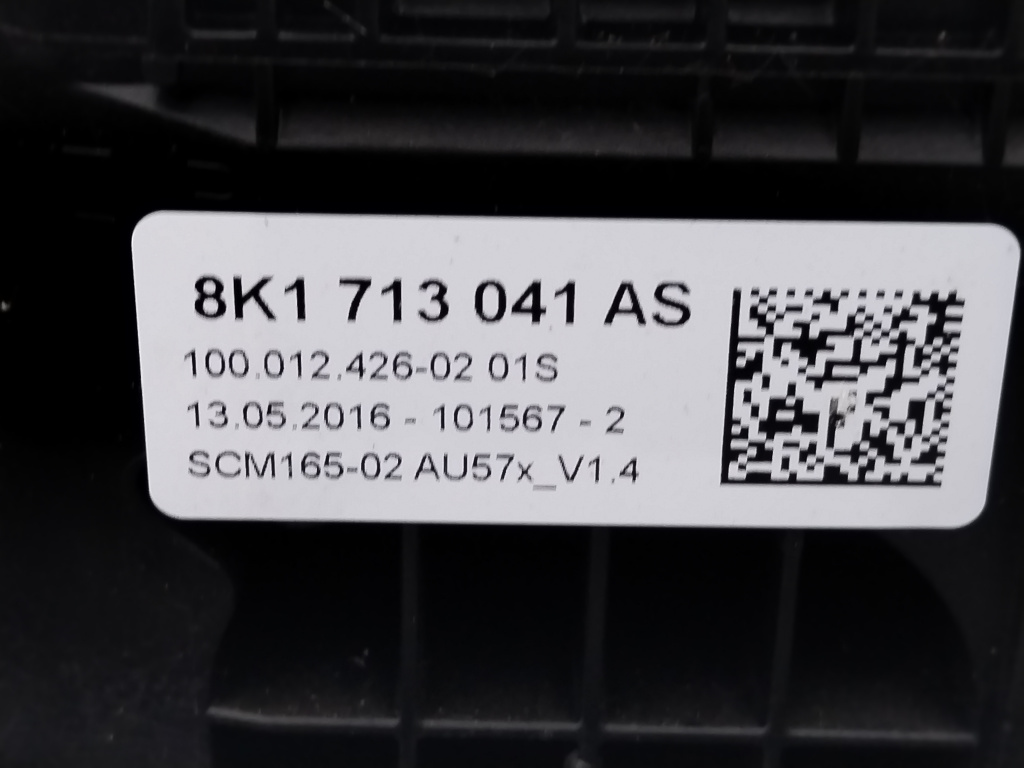 8K1 713 041 AS
100.012.426-02 01S
13.05.2016 - 101567 - 2
SCM165-02 AU57x_V1.4